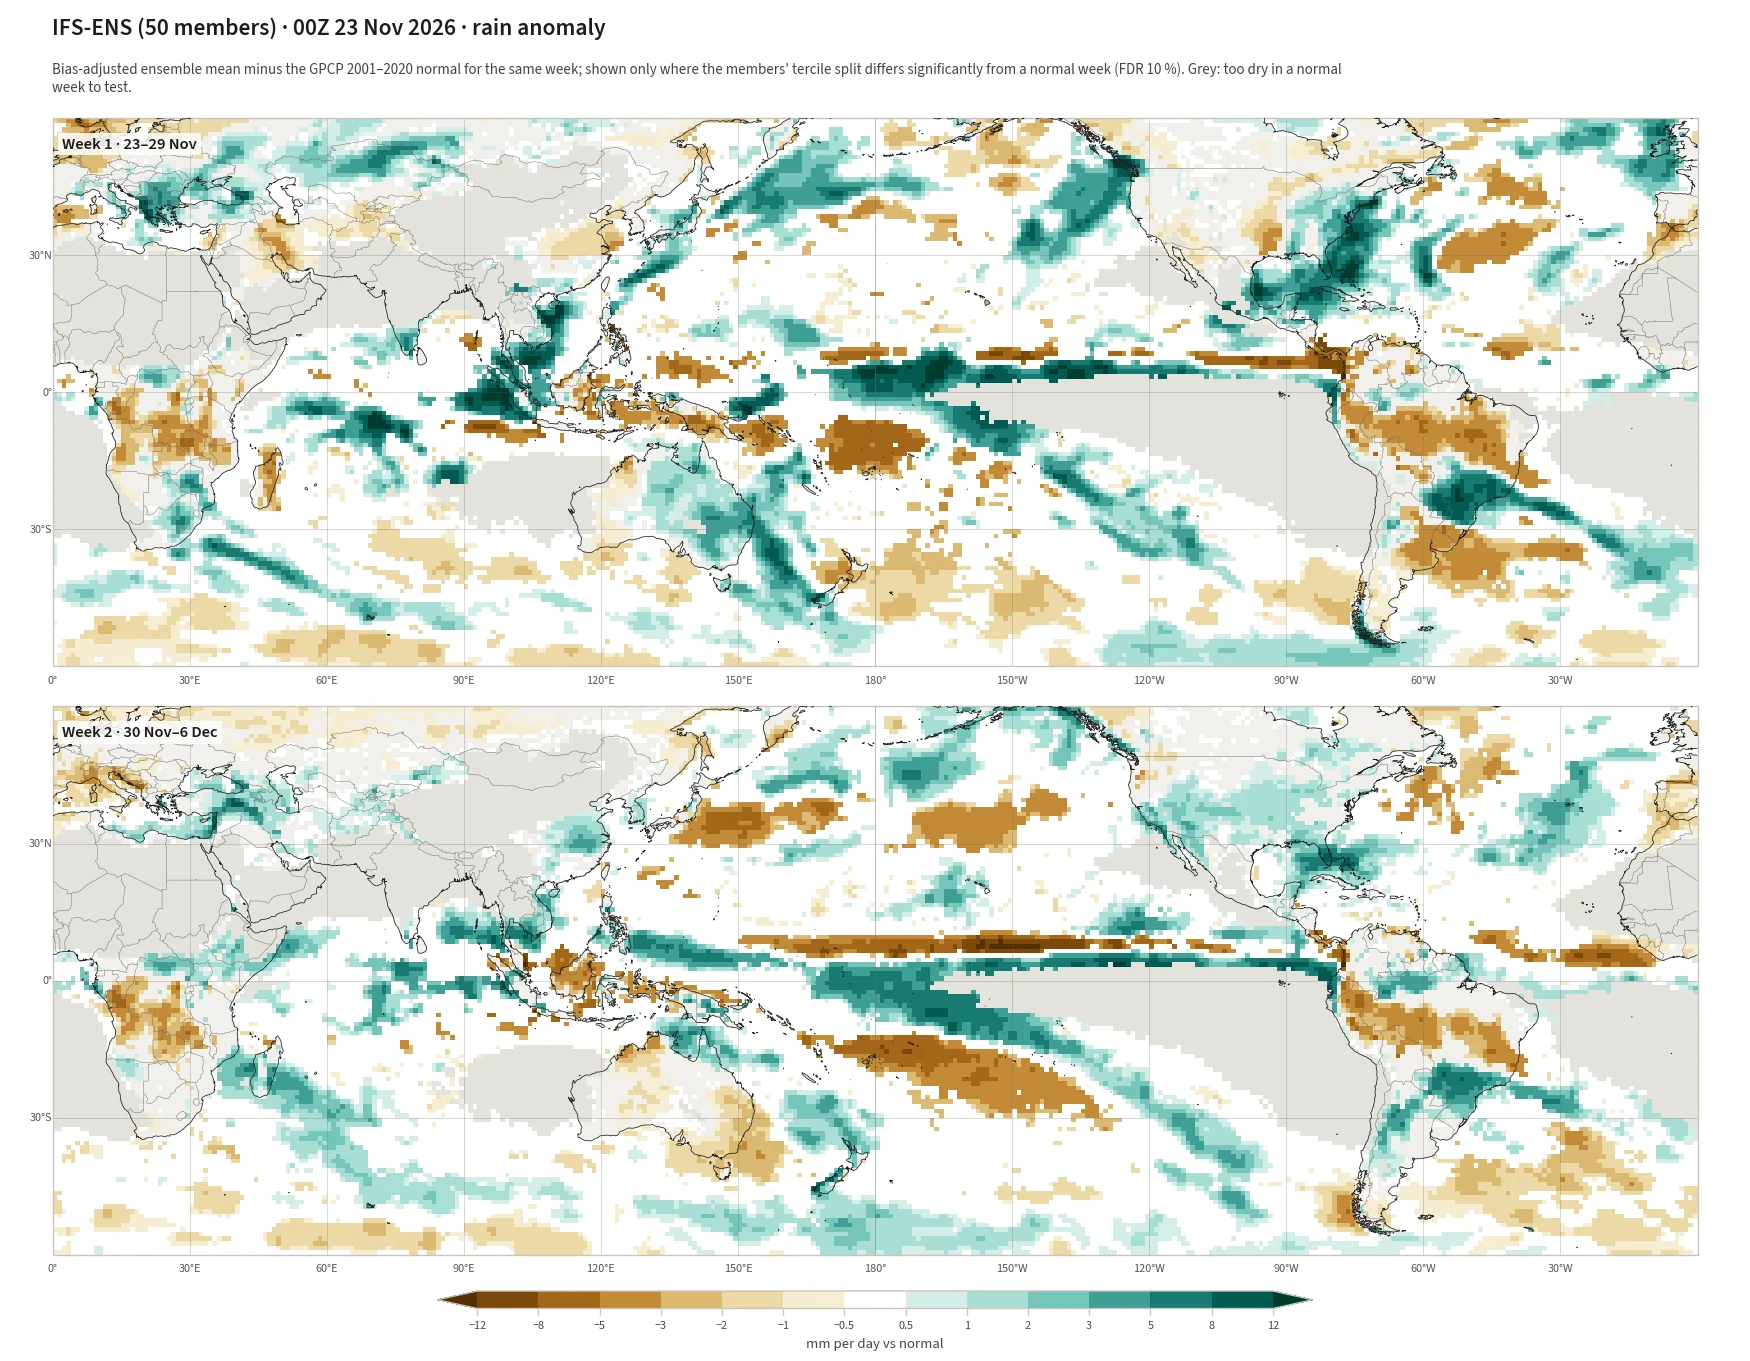 IFS-ENS (50 members) · 00Z 23 Nov 2026 · rain anomaly
Bias-adjusted ensemble mean minus the GPCP 2001–2020 normal for the same week; shown only where the members' tercile split differs significantly from a normal week (FDR 10 %). Grey: too dry in a normal
week to test.
Week 1 · 23–29 Nov
30°N
0°
30°S
0° 30°E 60°E 90°E 120°E 150°E 180° 150°W 120°W 90°W 60°W 30°W
Week 2 · 30 Nov–6 Dec
30°N
0°
30°S
0° 30°E 60°E 90°E 120°E 150°E 180° 150°W 120°W 90°W 60°W 30°W
−12 −8 −5 −3 −2 −1 −0.5 0.5 1 2 3 5 8 12
mm per day vs normal